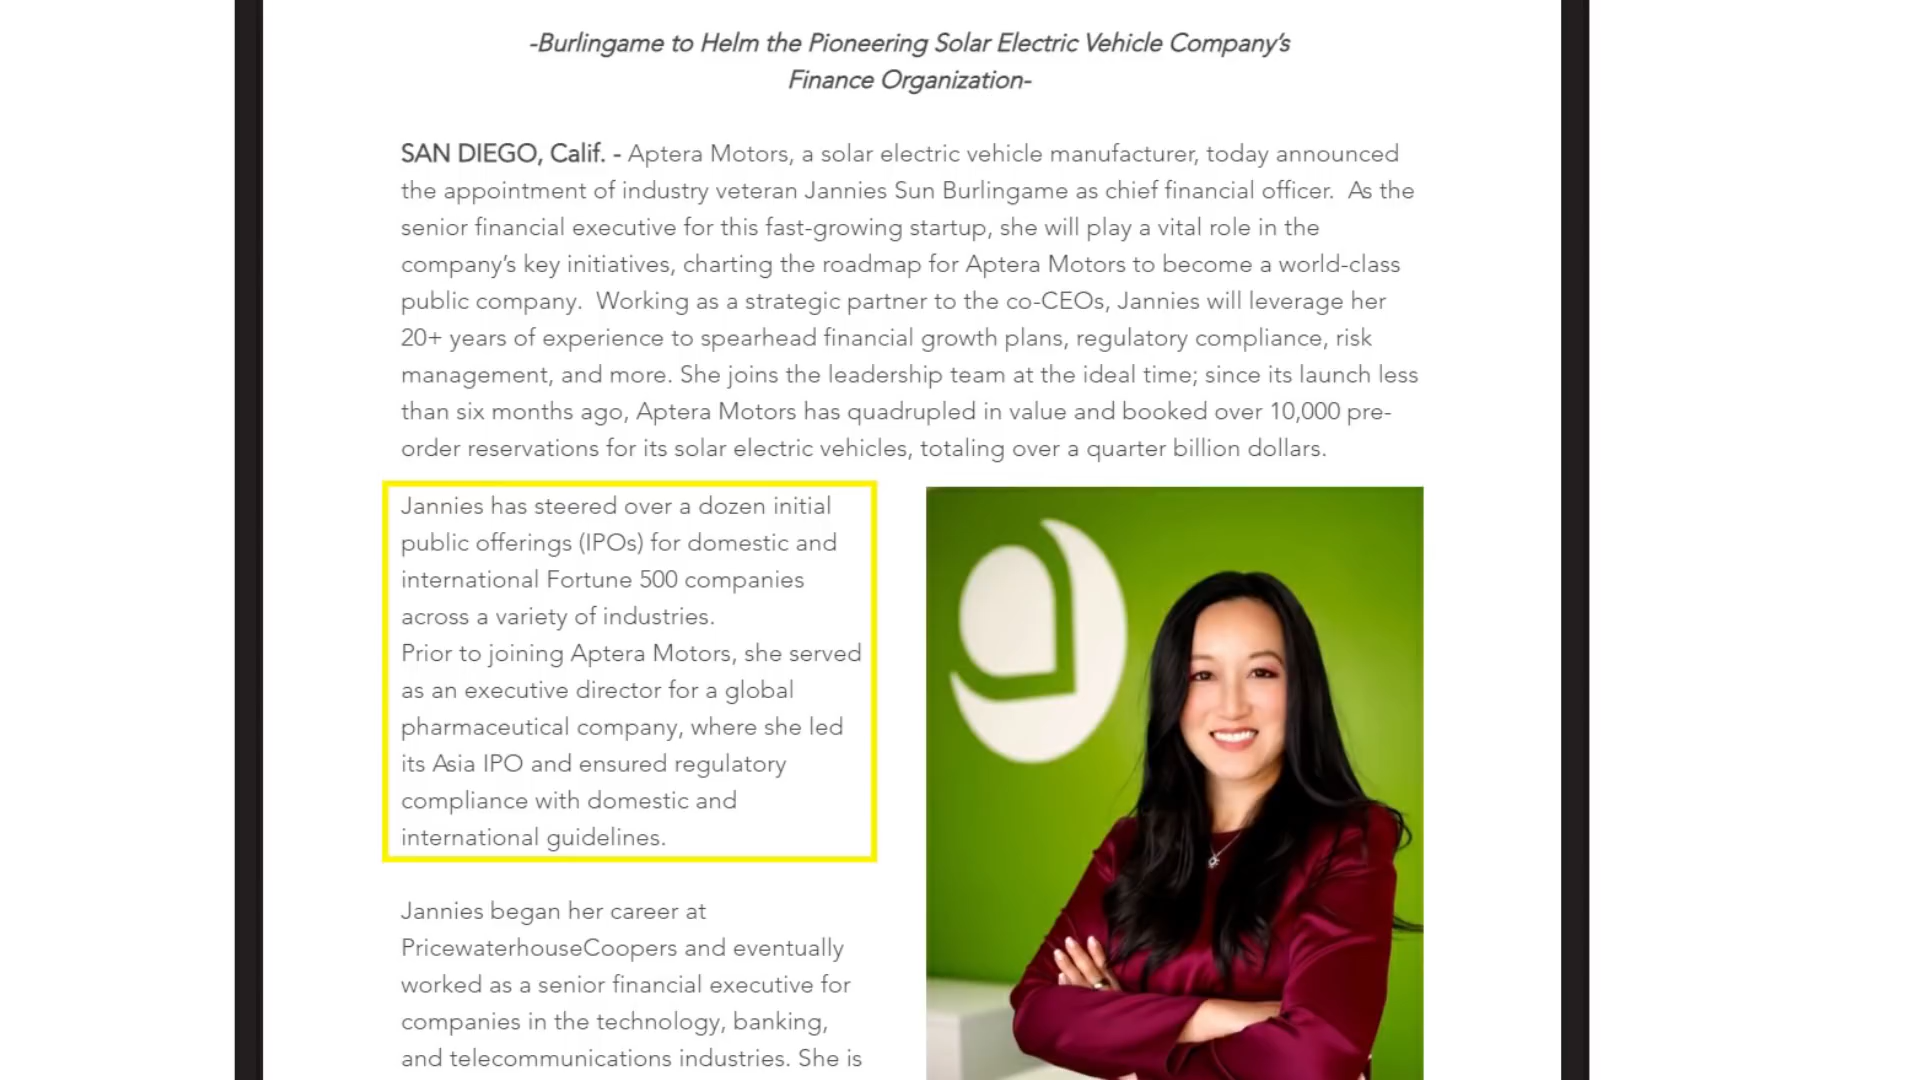 -Burlingame to Helm the Pioneering Solar Electric Vehicle Company's
Finance Organization-
SAN DIEGO, Calif. - Aptera Motors, a solar electric vehicle manufacturer, today announced
the appointment of industry veteran Jannies Sun Burlingame as chief financial officer.  As the
senior financial executive for this fast-growing startup, she will play a vital role in the
company's key initiatives, charting the roadmap for Aptera Motors to become a world-class
public company.  Working as a strategic partner to the co-CEOs, Jannies will leverage her
20+ years of experience to spearhead financial growth plans, regulatory compliance, risk
management, and more. She joins the leadership team at the ideal time; since its launch less
than six months ago, Aptera Motors has quadrupled in value and booked over 10,000 pre-
order reservations for its solar electric vehicles, totaling over a quarter billion dollars.
Jannies has steered over a dozen initial
public offerings (IPOs) for domestic and
international Fortune 500 companies
across a variety of industries.
Prior to joining Aptera Motors, she served
as an executive director for a global
pharmaceutical company, where she led
its Asia IPO and ensured regulatory
compliance with domestic and
international guidelines.
Jannies began her career at
PricewaterhouseCoopers and eventually
worked as a senior financial executive for
companies in the technology, banking,
and telecommunications industries. She is